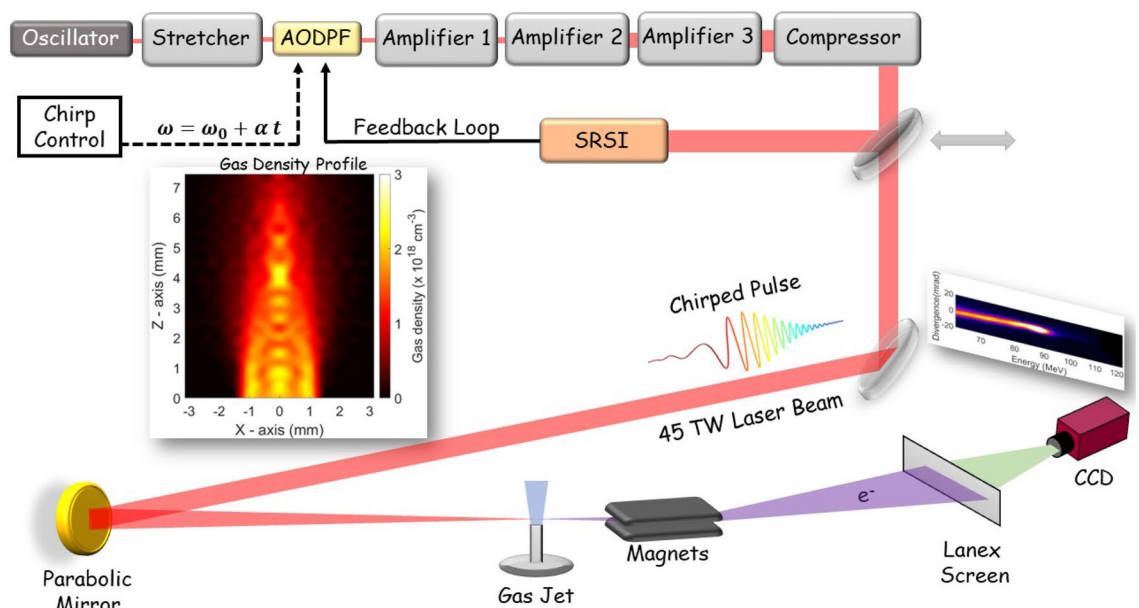 Oscillator
Stretcher
AODPF
Amplifier 1
Amplifier 2
Amplifier 3
Compressor
Chirp
Control
ω = ω₀ + α t
Feedback Loop
SRSI
Gas Density Profile
7
6
5
4
3
2
1
0
Z - axis (mm)
-3 -2 -1 0 1 2 3
X - axis (mm)
3
2
1
0
Gas density (x 10¹⁸ cm⁻³)
Chirped Pulse
45 TW Laser Beam
Divergence(mrad)
20
0
-20
70 80 90 100 110 120
Energy (MeV)
CCD
e⁻
Lanex
Screen
Magnets
Gas Jet
Parabolic
Mirror